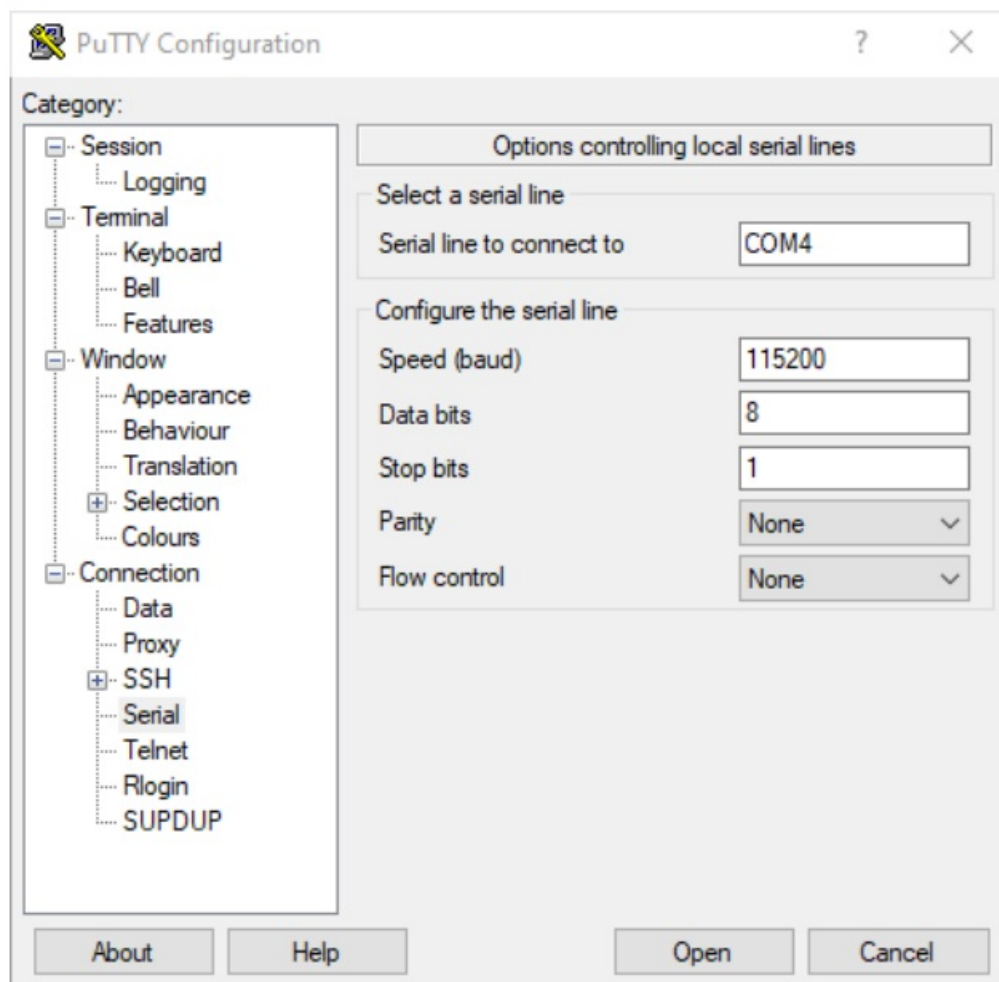 PuTTY Configuration
?
Category:
Session
Logging
Terminal
Keyboard
Bell
Features
Window
Appearance
Behaviour
Translation
Selection
Colours
Connection
Data
Proxy
SSH
Serial
Telnet
Rlogin
SUPDUP
Options controlling local serial lines
Select a serial line
Serial line to connect to COM4
Configure the serial line
Speed (baud) 115200
Data bits 8
Stop bits 1
Parity None
Flow control None
About Help Open Cancel